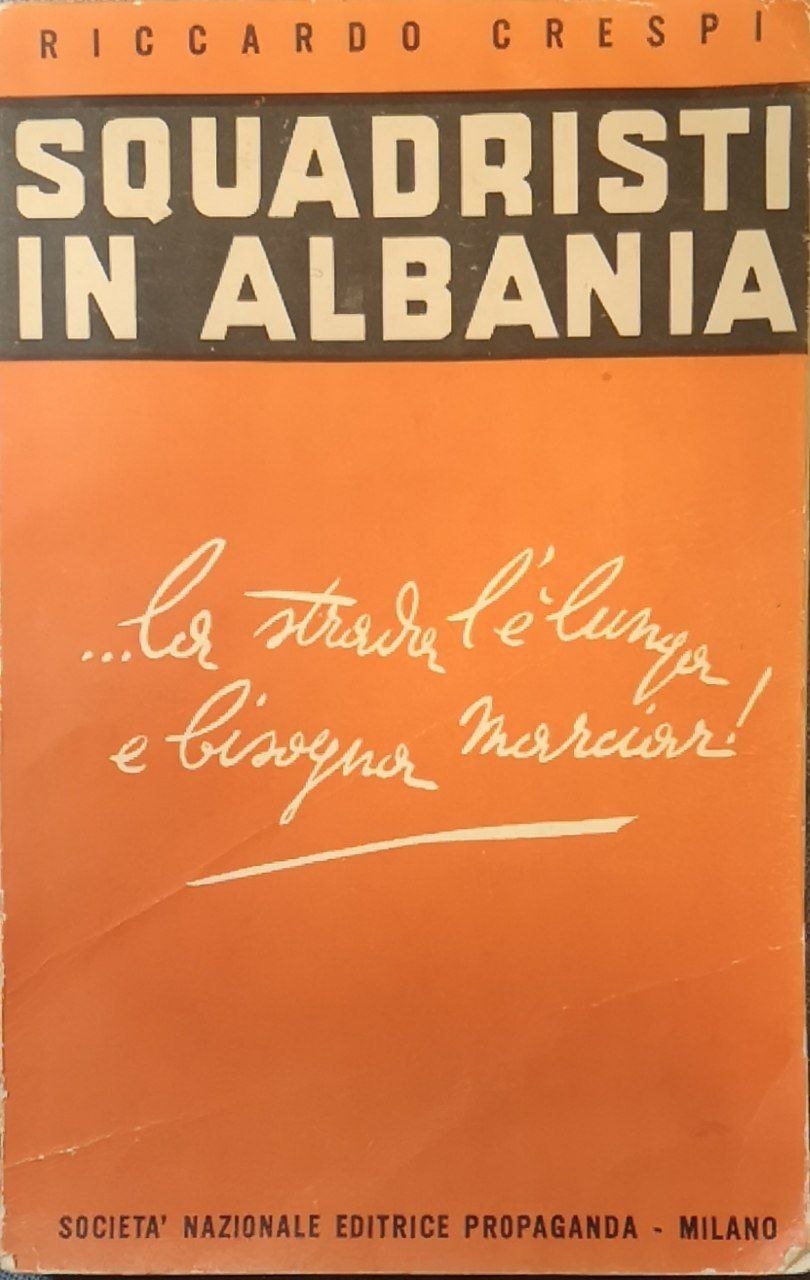 RICCARDO CRESPI
SQUADRISTI
IN ALBANIA
...la strada l'è lunga
e bisogna marciar!
SOCIETA' NAZIONALE EDITRICE PROPAGANDA - MILANO